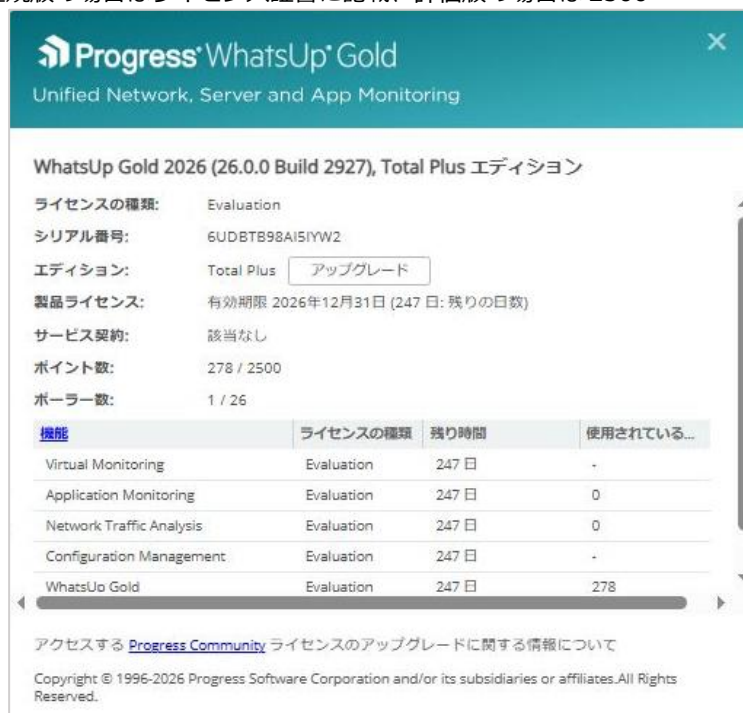 Progress® WhatsUp® Gold
Unified Network, Server and App Monitoring
WhatsUp Gold 2026 (26.0.0 Build 2927), Total Plus エディション
ライセンスの種類: Evaluation
シリアル番号: 6UDBTB98AI5IYW2
エディション: Total Plus アップグレード
製品ライセンス: 有効期限 2026年12月31日 (247 日: 残りの日数)
サービス契約: 該当なし
ポイント数: 278 / 2500
ポーラー数: 1 / 26
機能 ライセンスの種類 残り時間 使用されている...
Virtual Monitoring Evaluation 247 日 -
Application Monitoring Evaluation 247 日 0
Network Traffic Analysis Evaluation 247 日 0
Configuration Management Evaluation 247 日 -
WhatsUp Gold Evaluation 247 日 278
アクセスする Progress Community ライセンスのアップグレードに関する情報について
Copyright © 1996-2026 Progress Software Corporation and/or its subsidiaries or affiliates.All Rights
Reserved.